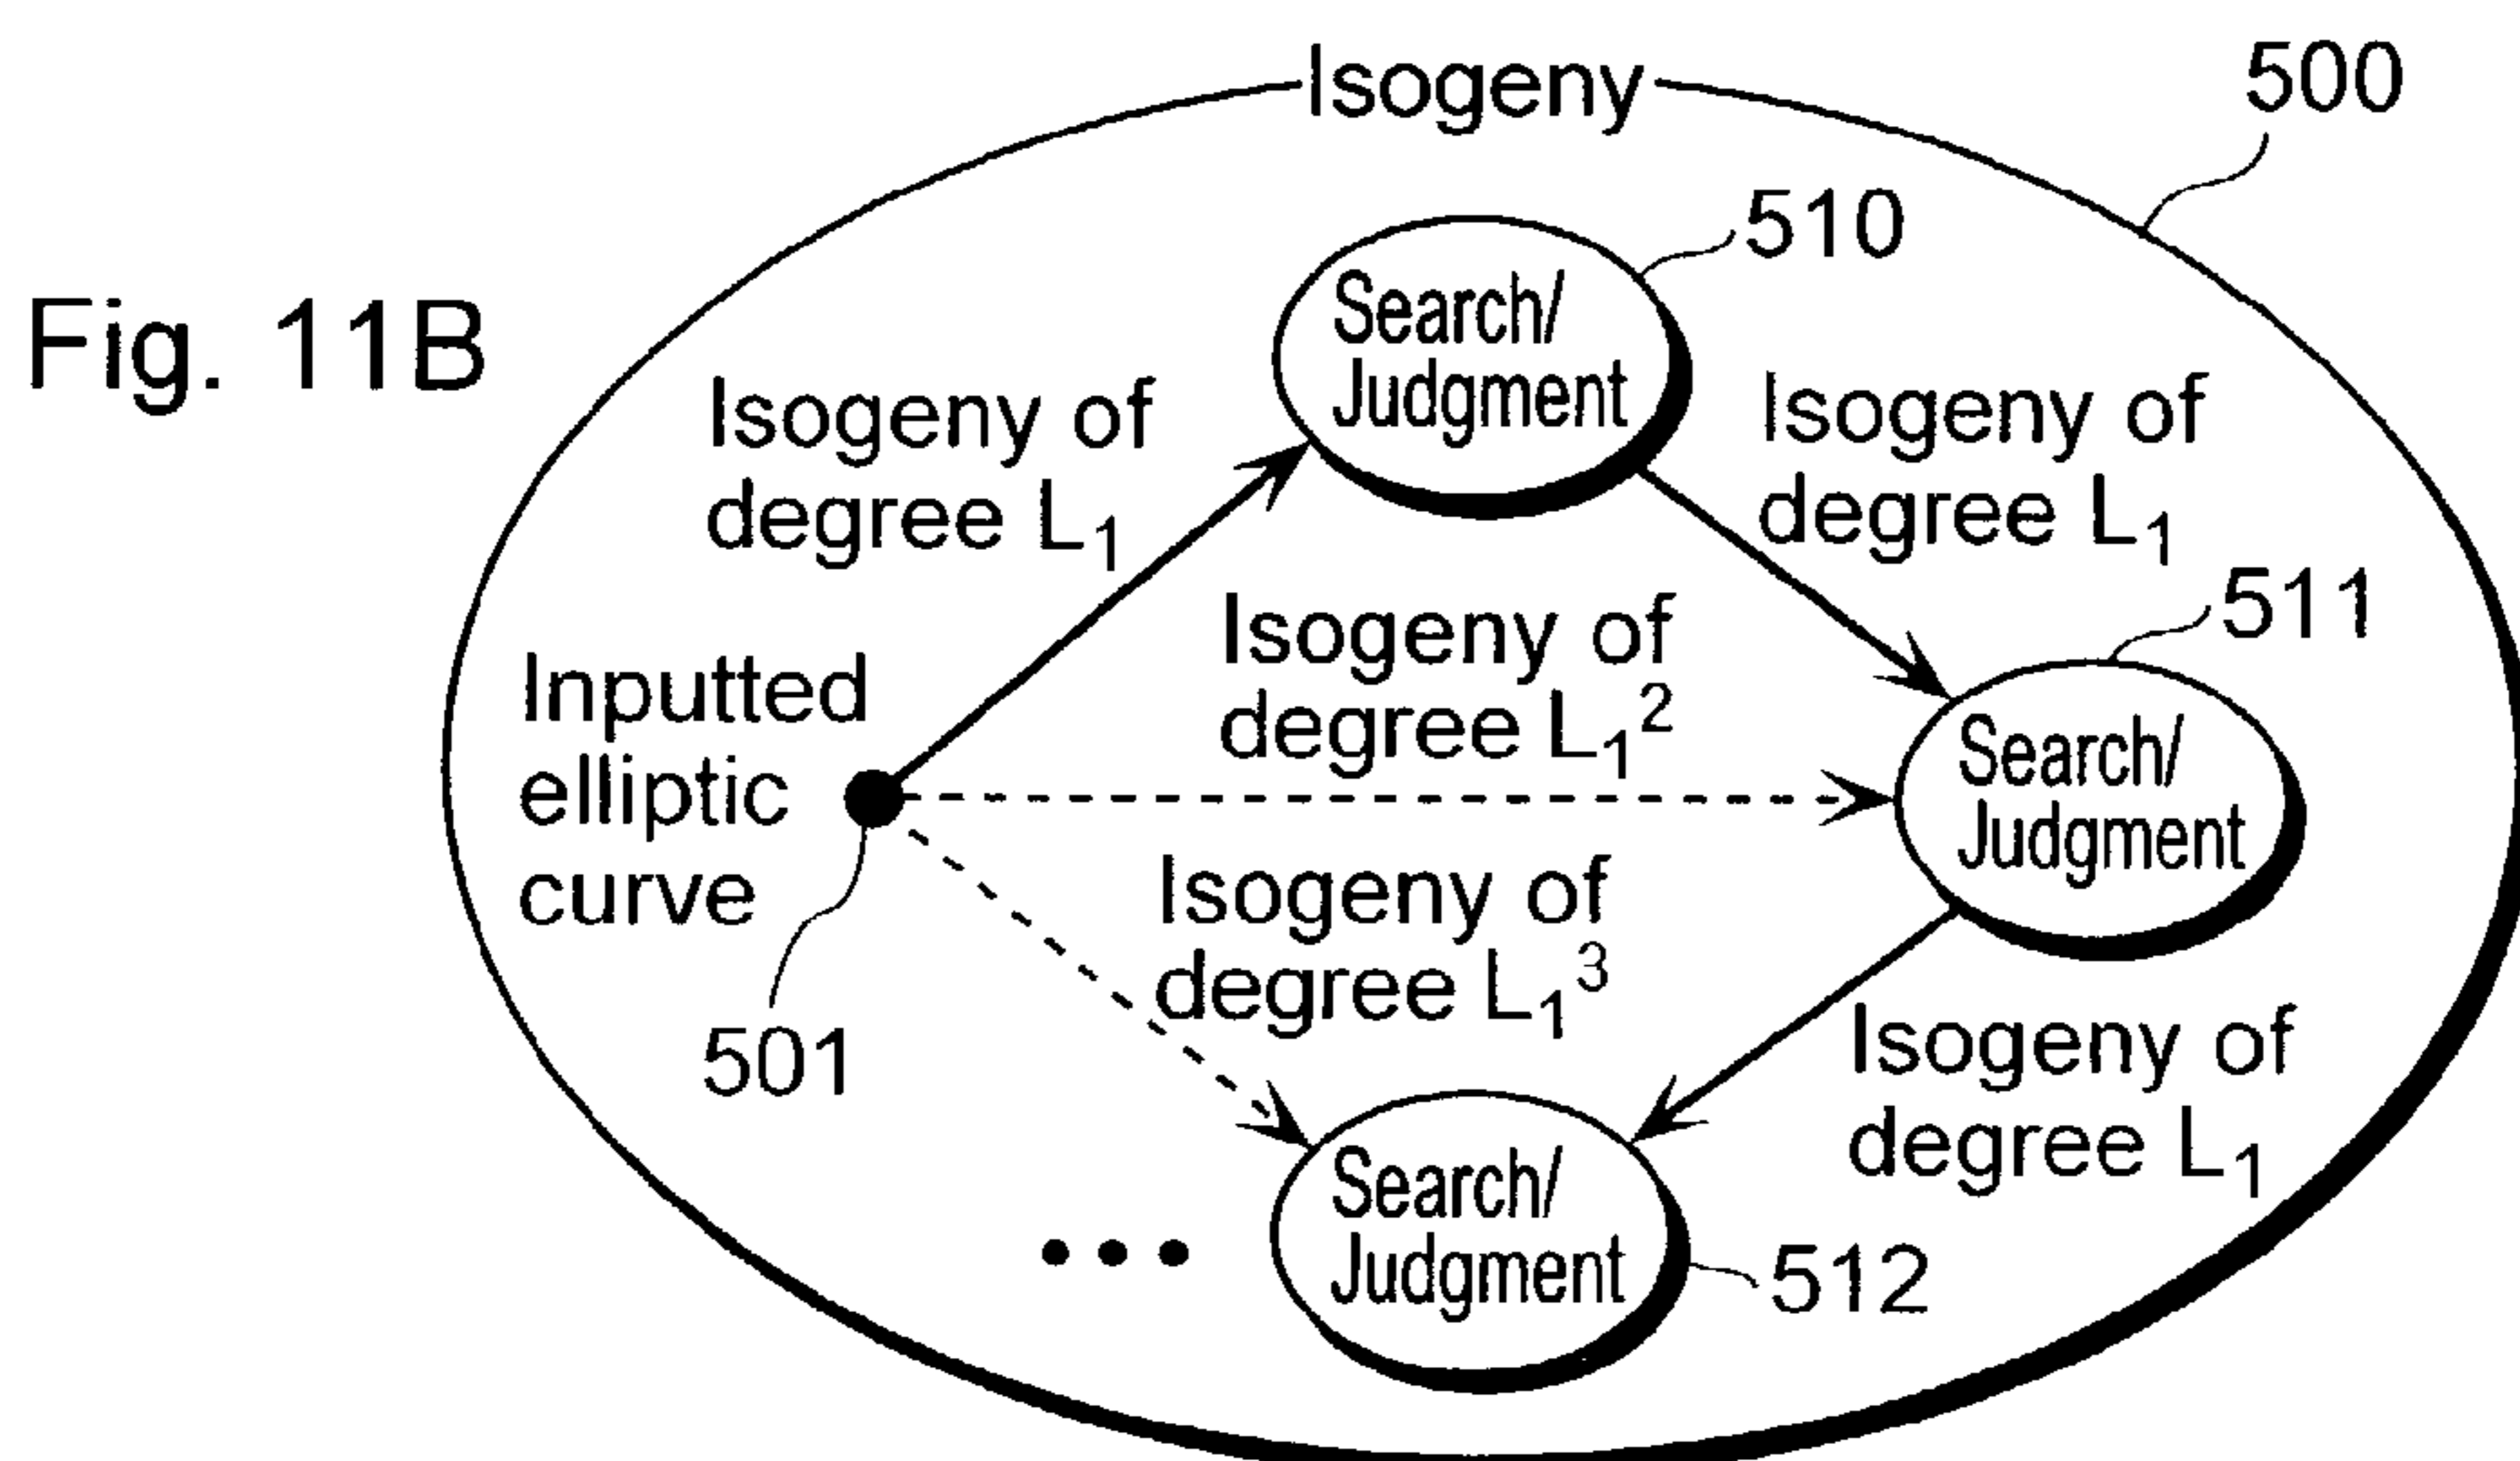 Isogeny
500
510
Fig. 11B
Search/
Judgment
Isogeny of
degree L₁
Isogeny of
degree L₁
511
Isogeny of
degree L₁²
Inputted
elliptic
curve
Search/
Judgment
Isogeny of
degree L₁³
501
Isogeny of
degree L₁
Search/
Judgment
•••
512